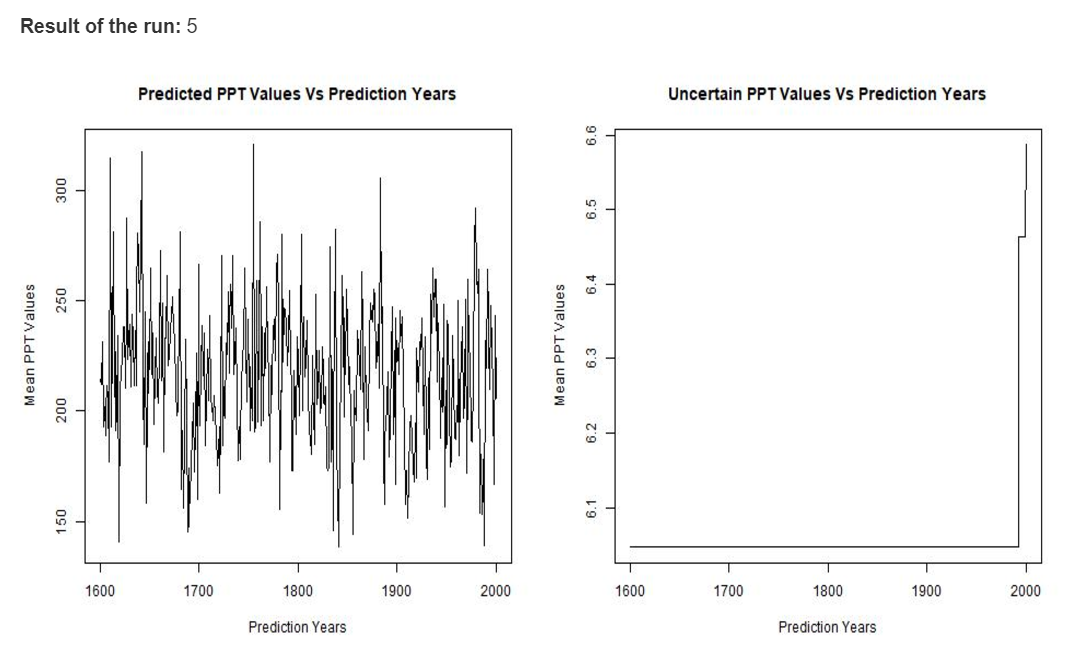 Result of the run: 5
Predicted PPT Values Vs Prediction Years
Mean PPT Values
300
250
200
150
1600 1700 1800 1900 2000
Prediction Years
Uncertain PPT Values Vs Prediction Years
Mean PPT Values
6.6
6.5
6.4
6.3
6.2
6.1
1600 1700 1800 1900 2000
Prediction Years